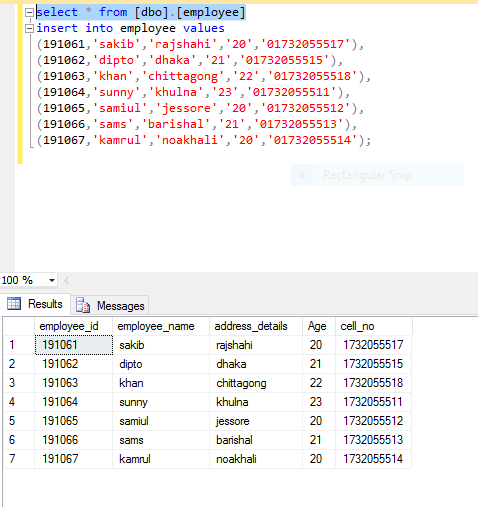 select * from [dbo].[employee]
insert into employee values
(191061,'sakib','rajshahi','20','01732055517'),
(191062,'dipto','dhaka','21','01732055515'),
(191063,'khan','chittagong','22','01732055518'),
(191064,'sunny','khulna','23','01732055511'),
(191065,'samiul','jessore','20','01732055512'),
(191066,'sams','barishal','21','01732055513'),
(191067,'kamrul','noakhali','20','01732055514');
Rectangular Snip
100 %
Results Messages
employee_id employee_name address_details Age cell_no
1 191061 sakib rajshahi 20 1732055517
2 191062 dipto dhaka 21 1732055515
3 191063 khan chittagong 22 1732055518
4 191064 sunny khulna 23 1732055511
5 191065 samiul jessore 20 1732055512
6 191066 sams barishal 21 1732055513
7 191067 kamrul noakhali 20 1732055514